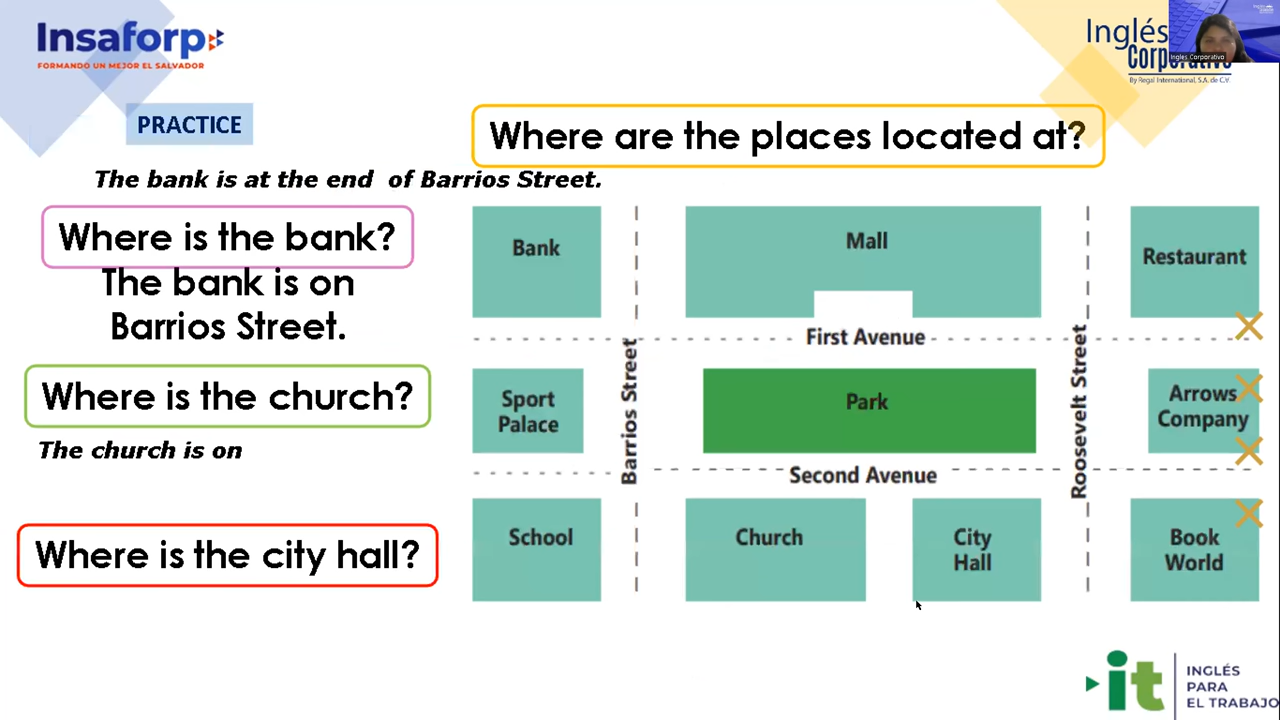 Insaforp
FORMANDO UN MEJOR EL SALVADOR
Inglés
Corporativo
By Regal International, S.A. de C.V.
Ingles Corporativo
PRACTICE
Where are the places located at?
The bank is at the end of Barrios Street.
Where is the bank?
The bank is on
Barrios Street.
Where is the church?
The church is on
Where is the city hall?
Bank
Mall
Restaurant
First Avenue
Barrios Street
Roosevelt Street
Sport
Palace
Park
Arrows
Company
Second Avenue
School
Church
City
Hall
Book
World
it
INGLÉS
PARA
EL TRABAJO